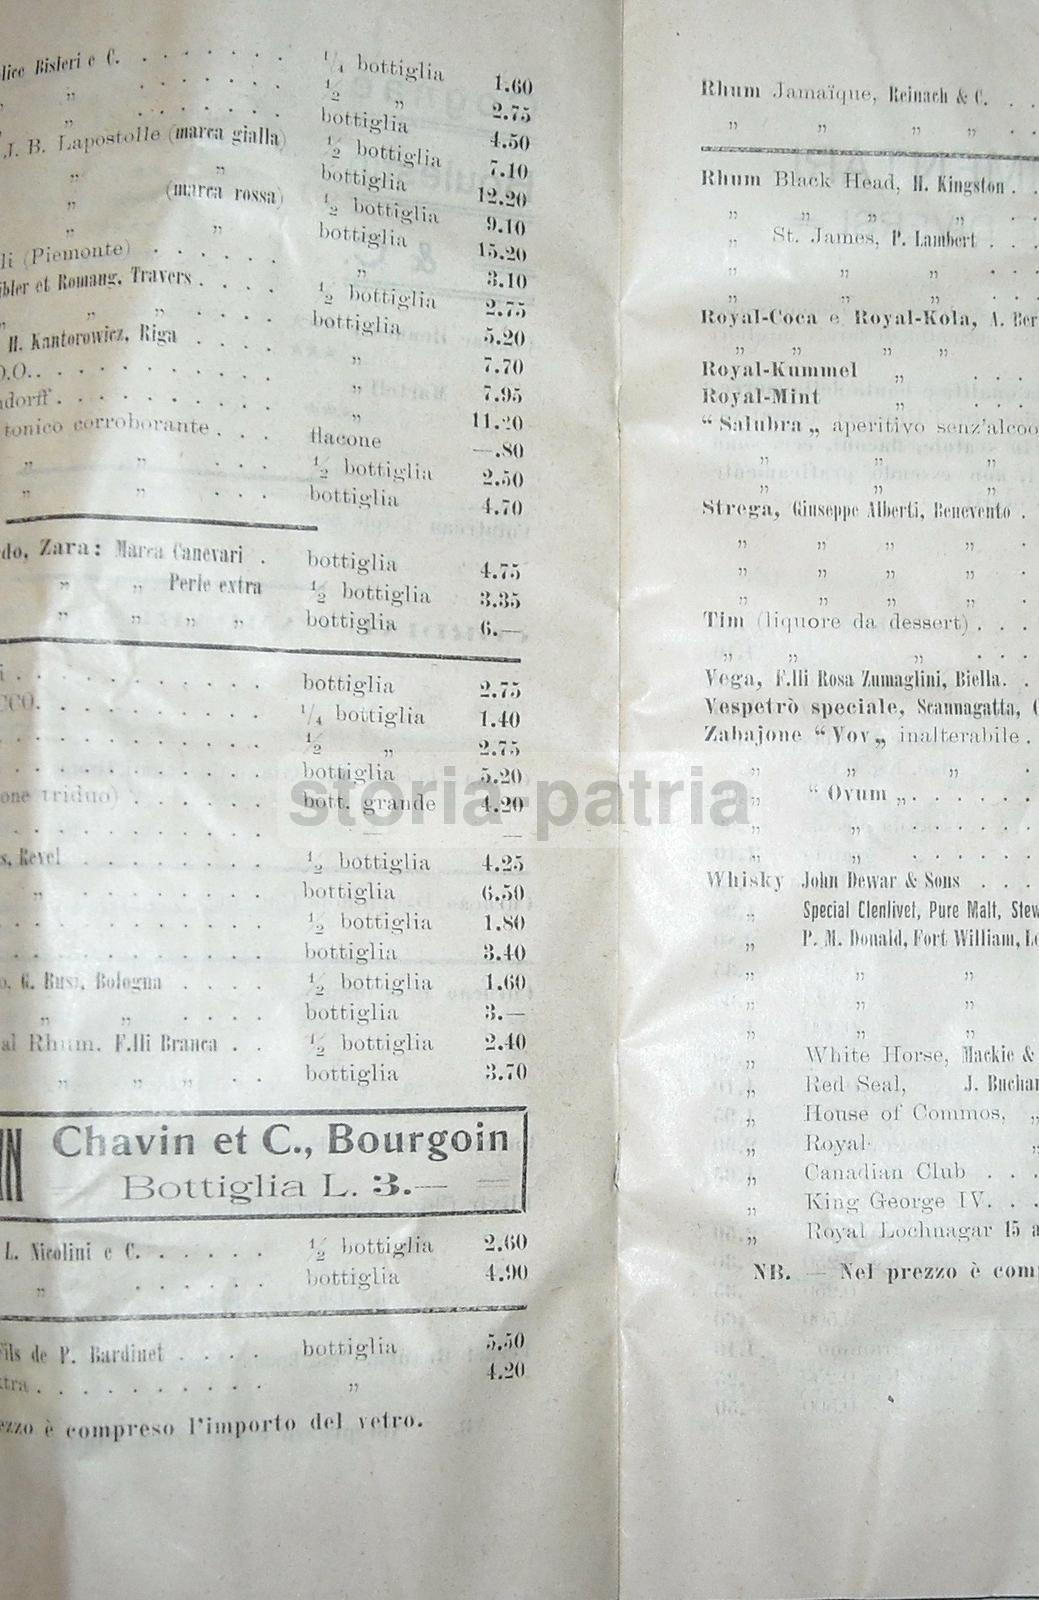 lice Bisleri e C. . . . . . . ¼ bottiglia 1.60
„ „ . . . . . . ½ „ 2.75
„ „ . . . . . . bottiglia 4.50
J. B. Lapostolle (marca gialla) ½ bottiglia 7.10
„ „ bottiglia 12.20
„ (marca rossa) ½ bottiglia 9.10
„ „ bottiglia 15.20
li (Piemonte) . . . . . . „ 3.10
ibler et Romang, Travers . . . . ½ bottiglia 2.75
„ „ „ . . . . bottiglia 5.20
H. Kantorowicz, Riga . . . . „ 7.70
O.O. . . . . . . . . . „ 7.95
ndorff . . . . . . . . . „ 11.20
tonico corroborante . . . flacone —.80
„ „ . . . ½ bottiglia 2.50
„ „ . . . bottiglia 4.70
do, Zara: Marca Canevari . bottiglia 4.75
„ „ Perle extra ½ bottiglia 3.35
„ „ „ „ bottiglia 6.—
i . . . . . . . . . . bottiglia 2.75
CCO. . . . . . . . . . ¼ bottiglia 1.40
. . . . . . . . . . ½ „ 2.75
. . . . . . . . . . bottiglia 5.20
one triduo) . . . . . . bott. grande 4.20
. . . . . . . . . . — —
s, Revel . . . . . . . . ½ bottiglia 4.25
„ . . . . . . . . bottiglia 6.50
. . . . . . . . . . ½ bottiglia 1.80
. . . . . . . . . . bottiglia 3.40
o, G. Busi, Bologna . . . . ½ bottiglia 1.60
„ „ . . . . bottiglia 3.—
al Rhum, F.lli Branca . . ½ bottiglia 2.40
„ „ „ . . bottiglia 3.70
Chavin et C., Bourgoin
Bottiglia L. 3.—
L. Nicolini e C. . . . . . ½ bottiglia 2.60
„ . . . . . . bottiglia 4.90
Fils de P. Bardinet . . . . bottiglia 5.50
xtra . . . . . . . . . „ 4.20
ezzo è compreso l'importo del vetro.
Rhum Jamaïque, Reinach & C. . .
„ „ „ „ . .
Rhum Black Head, H. Kingston . .
„ „ „ „ . .
„ St. James, P. Lambert . . .
„ „ „ . . .
„ „ „ . . .
Royal-Coca e Royal-Kola, A. Ber
„ „ „ „
Royal-Kummel „ . . .
Royal-Mint „ . . .
“ Salubra „ aperitivo senz'alcoo
„ „ „
„ „ „
Strega, Giuseppe Alberti, Benevento .
„ „ „ „ .
„ „ „ „ .
„ „ „ „ .
Tim (liquore da dessert) . . .
„ „ „ . . .
Vega, F.lli Rosa Zumaglini, Biella. .
Vespetrò speciale, Scannagatta, C
Zabajone “ Vov „ inalterabile .
„ „ „ .
„ “ Ovum „ . . . . . .
„ „ . . . . . .
„ „ . . . . . .
Whisky John Dewar & Sons . . .
„ Special Clenlivet, Pure Malt, Stew
„ P. M. Donald, Fort William, Lo
„ „ „
„ „ „
„ „ „
„ White Horse, Mackie &
„ Red Seal, J. Buchan
„ House of Commos, „
„ Royal „
„ Canadian Club . . .
„ King George IV. . .
„ Royal Lochnagar 15 a
NB. — Nel prezzo è comp
storia patria